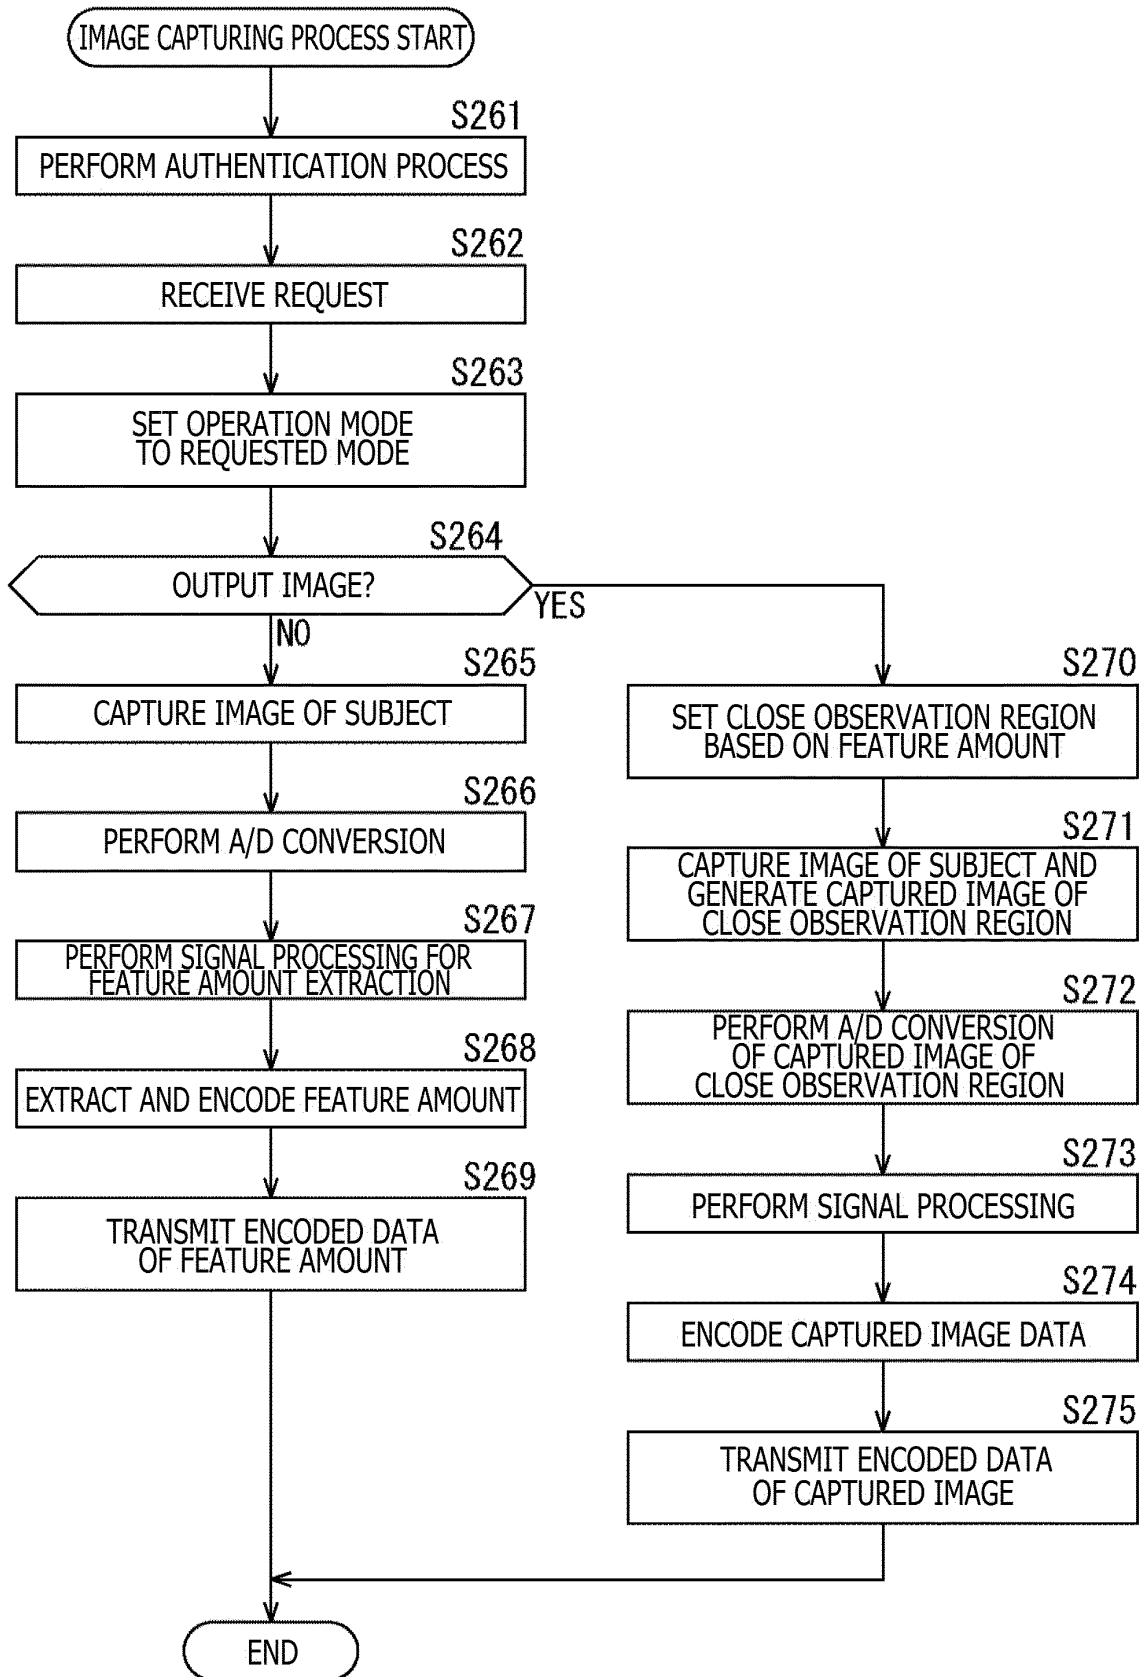 IMAGE CAPTURING PROCESS START
S261
PERFORM AUTHENTICATION PROCESS
S262
RECEIVE REQUEST
S263
SET OPERATION MODE
TO REQUESTED MODE
S264
OUTPUT IMAGE?
YES
NO
S265
CAPTURE IMAGE OF SUBJECT
S266
PERFORM A/D CONVERSION
S267
PERFORM SIGNAL PROCESSING FOR
FEATURE AMOUNT EXTRACTION
S268
EXTRACT AND ENCODE FEATURE AMOUNT
S269
TRANSMIT ENCODED DATA
OF FEATURE AMOUNT
S270
SET CLOSE OBSERVATION REGION
BASED ON FEATURE AMOUNT
S271
CAPTURE IMAGE OF SUBJECT AND
GENERATE CAPTURED IMAGE OF
CLOSE OBSERVATION REGION
S272
PERFORM A/D CONVERSION
OF CAPTURED IMAGE OF
CLOSE OBSERVATION REGION
S273
PERFORM SIGNAL PROCESSING
S274
ENCODE CAPTURED IMAGE DATA
S275
TRANSMIT ENCODED DATA
OF CAPTURED IMAGE
END